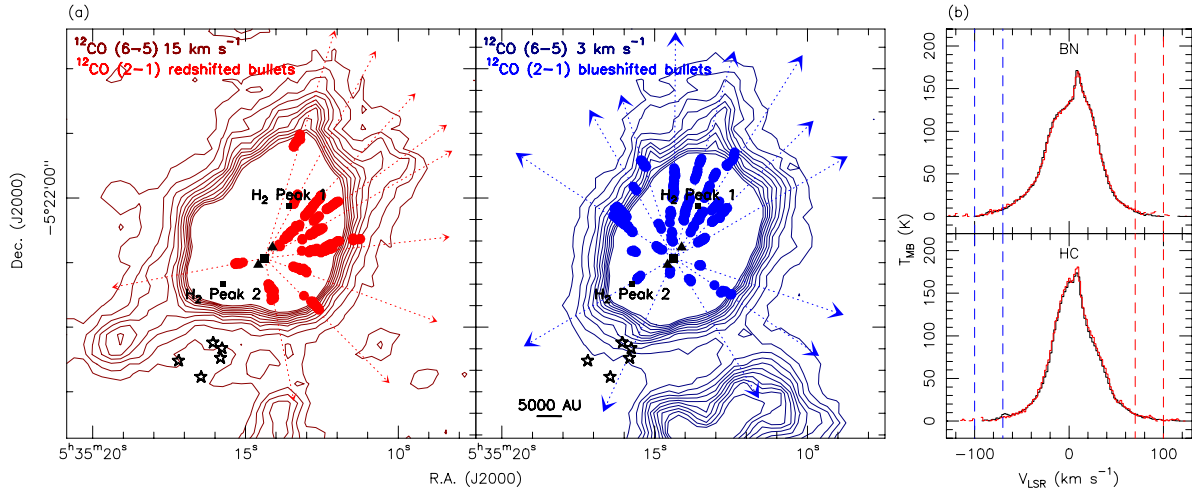 (a)
(b)
¹²CO (6−5) 15 km s⁻¹
¹²CO (2−1) redshifted bullets
H₂ Peak 1
H₂ Peak 2
¹²CO (6−5) 3 km s⁻¹
¹²CO (2−1) blueshifted bullets
H₂ Peak 1
H₂ Peak 2
5000 AU
Dec. (J2000)
−5°22'00"
5ʰ35ᵐ20ˢ
15ˢ
10ˢ
5ʰ35ᵐ20ˢ
15ˢ
10ˢ
R.A. (J2000)
BN
200
150
100
50
0
HC
200
150
100
50
0
T_MB (K)
−100
0
100
V_LSR (km s⁻¹)